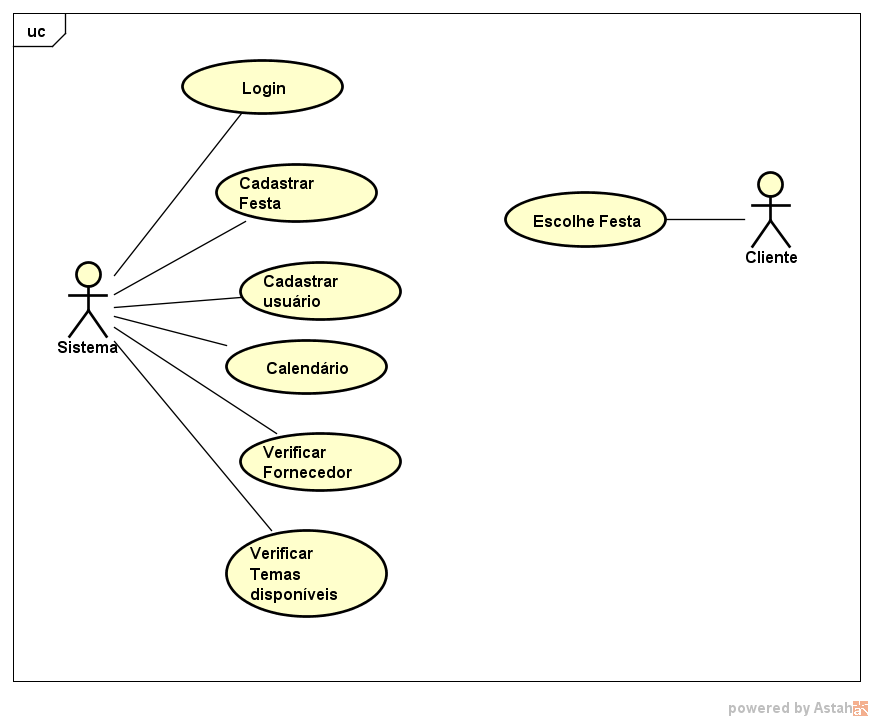 uc
Login
Cadastrar
Festa
Escolhe Festa
Cliente
Cadastrar
usuário
Sistema
Calendário
Verificar
Fornecedor
Verificar
Temas
disponíveis
powered by Astah